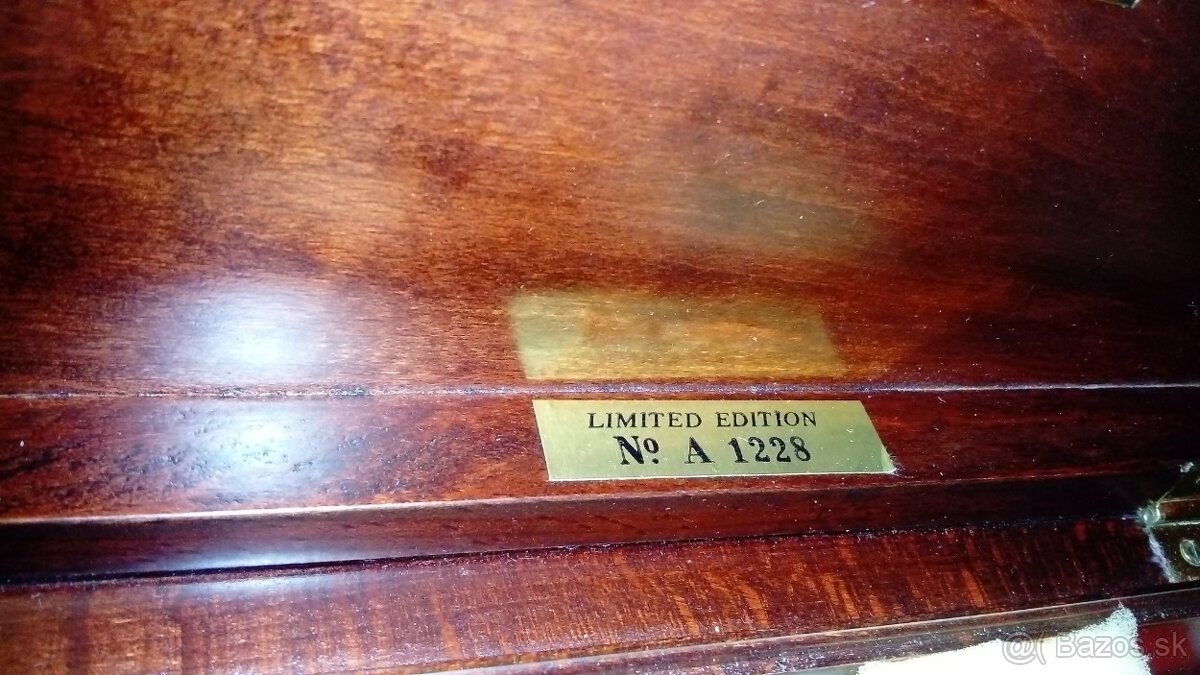 LIMITED EDITION
Nº A 1228
@( Bazos.sk